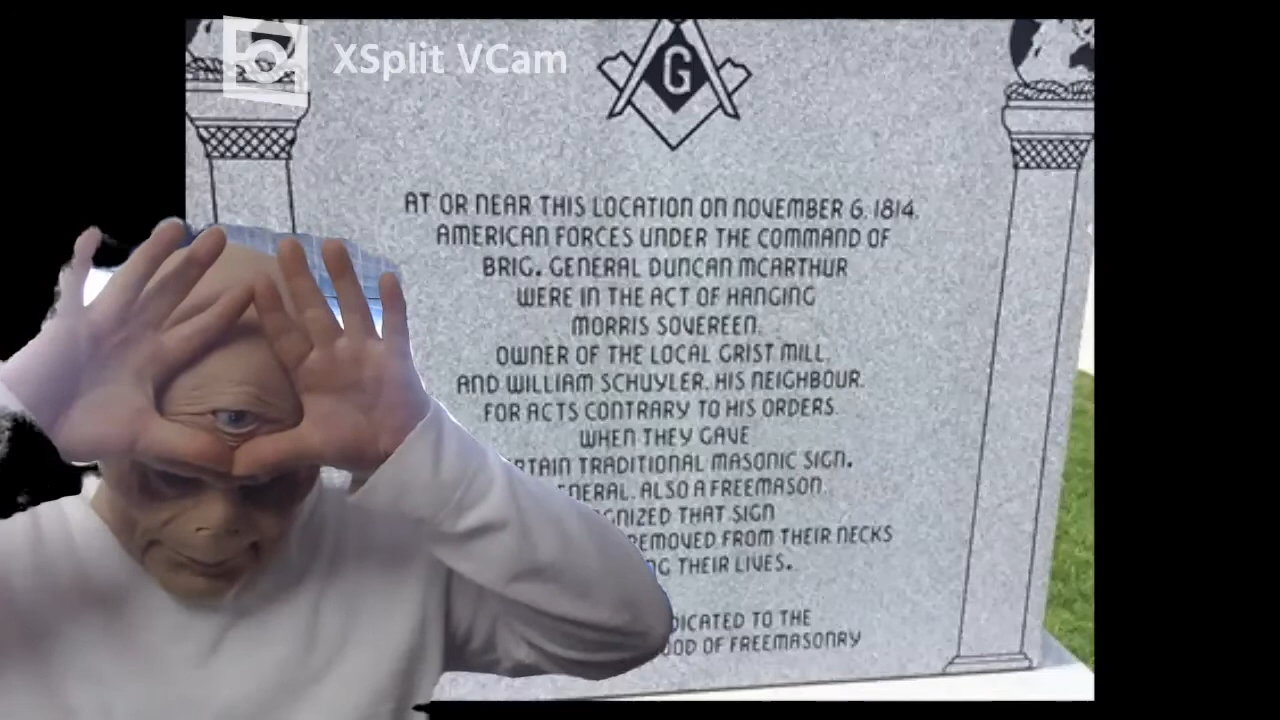 XSplit VCam
G
AT OR NEAR THIS LOCATION ON NOVEMBER 6, 1814,
AMERICAN FORCES UNDER THE COMMAND OF
BRIG. GENERAL DUNCAN MCARTHUR
WERE IN THE ACT OF HANGING
MORRIS SOVEREEN,
OWNER OF THE LOCAL GRIST MILL,
AND WILLIAM SCHUYLER, HIS NEIGHBOUR,
FOR ACTS CONTRARY TO HIS ORDERS.
WHEN THEY GAVE
TRADITIONAL MASONIC SIGN.
ALSO A FREEMASON,
THAT SIGN
REMOVED FROM THEIR NECKS
THEIR LIVES.
TO THE
OF FREEMASONRY